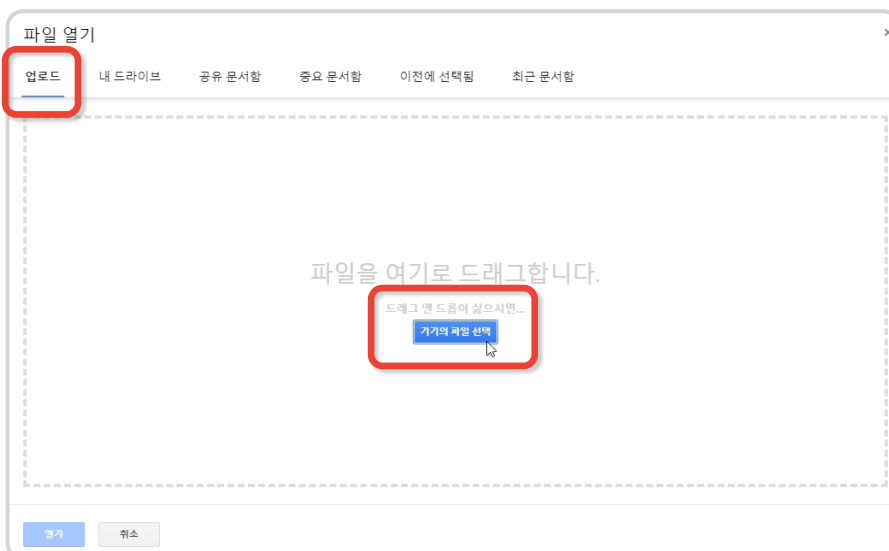 파일 열기
업로드 내 드라이브 공유 문서함 중요 문서함 이전에 선택됨 최근 문서함
파일을 여기로 드래그합니다.
드래그 앤 드롭이 싫으시면...
기기의 파일 선택
열기 취소